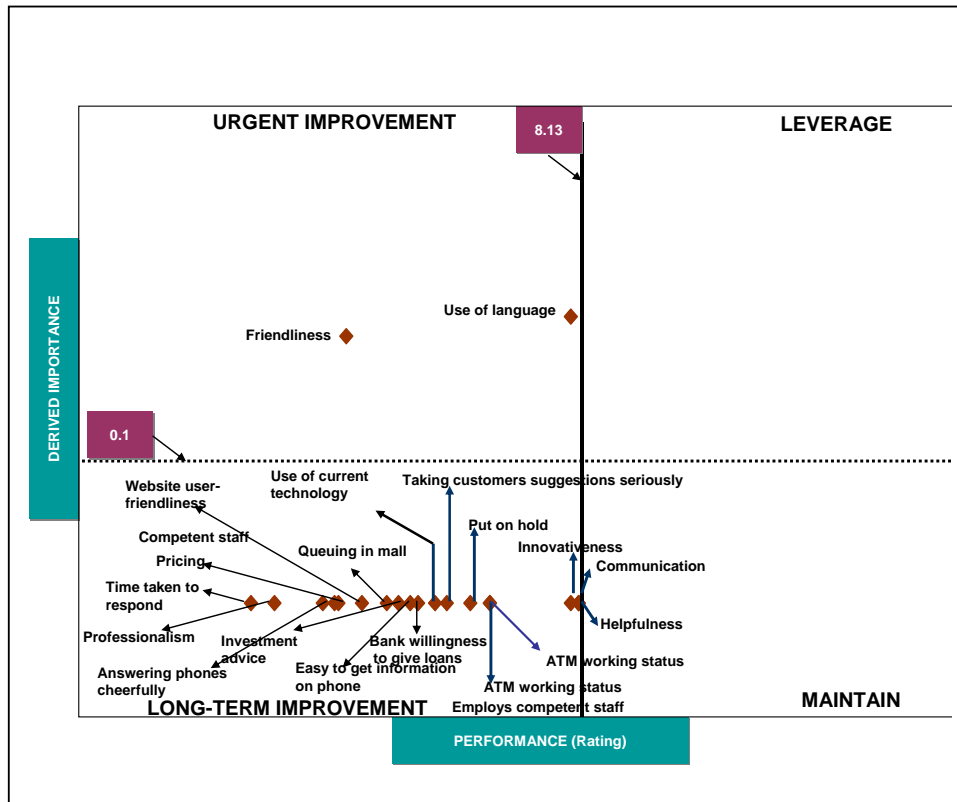 URGENT IMPROVEMENT
8.13
LEVERAGE
DERIVED IMPORTANCE
Use of language
Friendliness
0.1
Website user-
friendliness
Use of current
technology
Taking customers suggestions seriously
Competent staff
Put on hold
Pricing
Queuing in mall
Innovativeness
Communication
Time taken to
respond
Professionalism
Investment
advice
Bank willingness
to give loans
Helpfulness
Answering phones
cheerfully
Easy to get information
on phone
ATM working status
ATM working status
Employs competent staff
LONG-TERM IMPROVEMENT
MAINTAIN
PERFORMANCE (Rating)